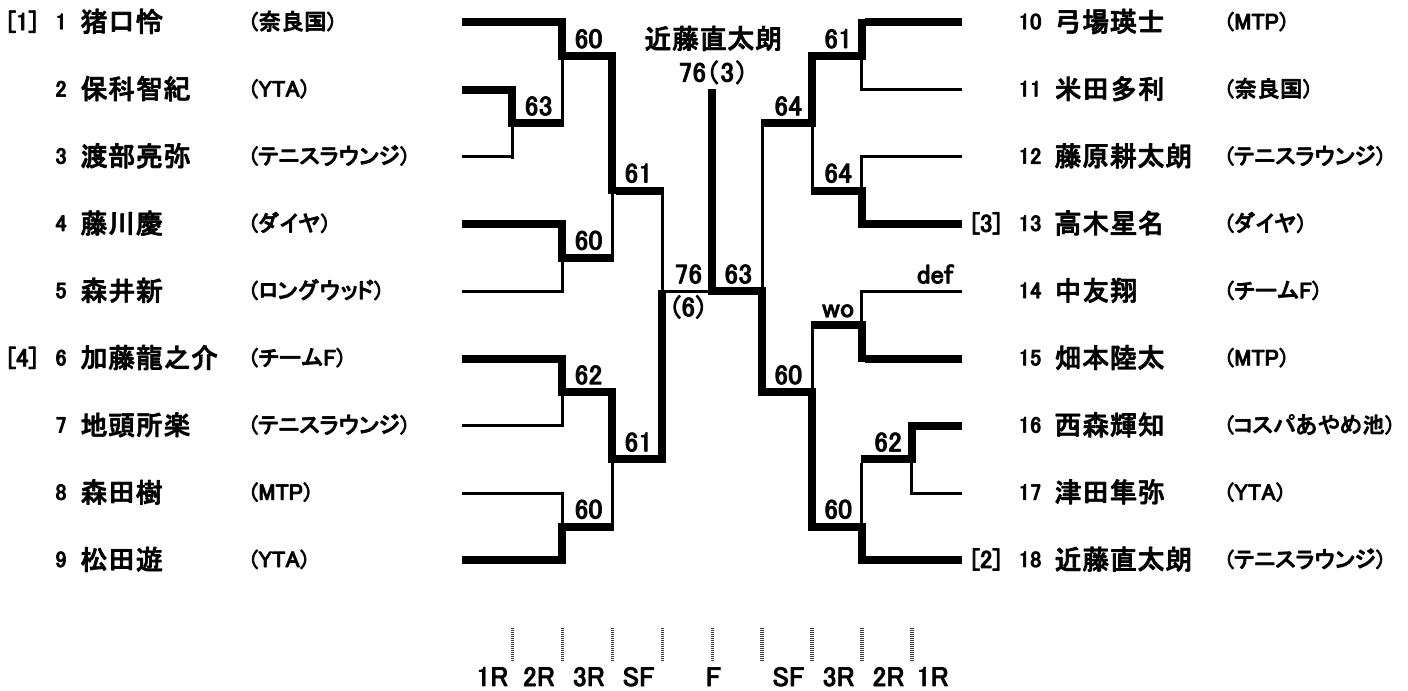 [1] 1 猪口怜 (奈良国)
60
2 保科智紀 (YTA)
63
3 渡部亮弥 (テニスラウンジ)
61
4 藤川慶 (ダイヤ)
60
5 森井新 (ロングウッド)
76
(6)
[4] 6 加藤龍之介 (チームF)
62
7 地頭所楽 (テニスラウンジ)
61
8 森田樹 (MTP)
60
9 松田遊 (YTA)
近藤直太朗
76(3)
63
10 弓場瑛士 (MTP)
61
11 米田多利 (奈良国)
64
12 藤原耕太朗 (テニスラウンジ)
64
[3] 13 高木星名 (ダイヤ)
def
14 中友翔 (チームF)
wo
15 畑本陸太 (MTP)
60
16 西森輝知 (コスパあやめ池)
62
17 津田隼弥 (YTA)
60
[2] 18 近藤直太朗 (テニスラウンジ)
1R 2R 3R SF F SF 3R 2R 1R